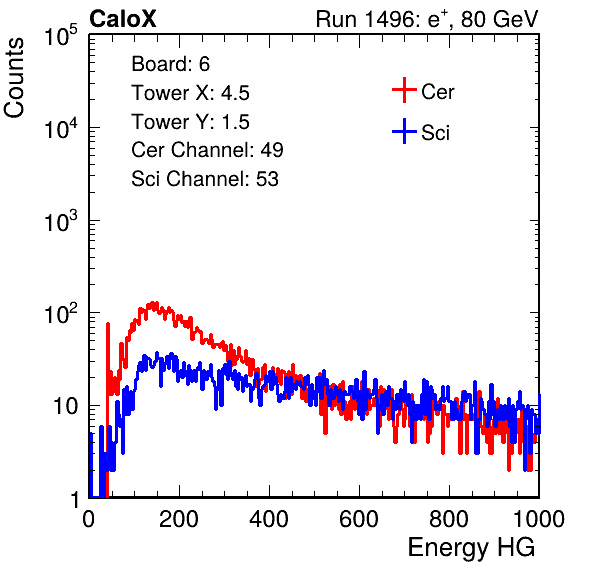 CaloX Run 1496: e⁺, 80 GeV
Counts
10⁵
10⁴
10³
10²
10
1
Board: 6
Tower X: 4.5
Tower Y: 1.5
Cer Channel: 49
Sci Channel: 53
Cer
Sci
0 200 400 600 800 1000
Energy HG